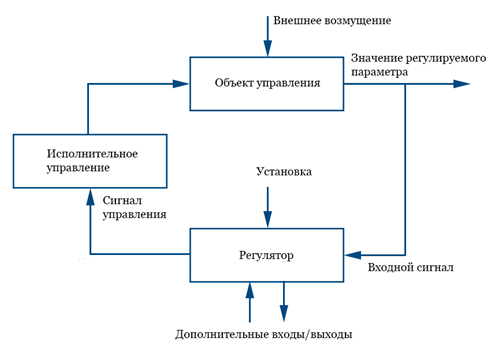 Внешнее возмущение
Значение регулируемого
параметра
Объект управления
Исполнительное
управление
Установка
Сигнал
управления
Регулятор
Входной сигнал
Дополнительные входы/выходы